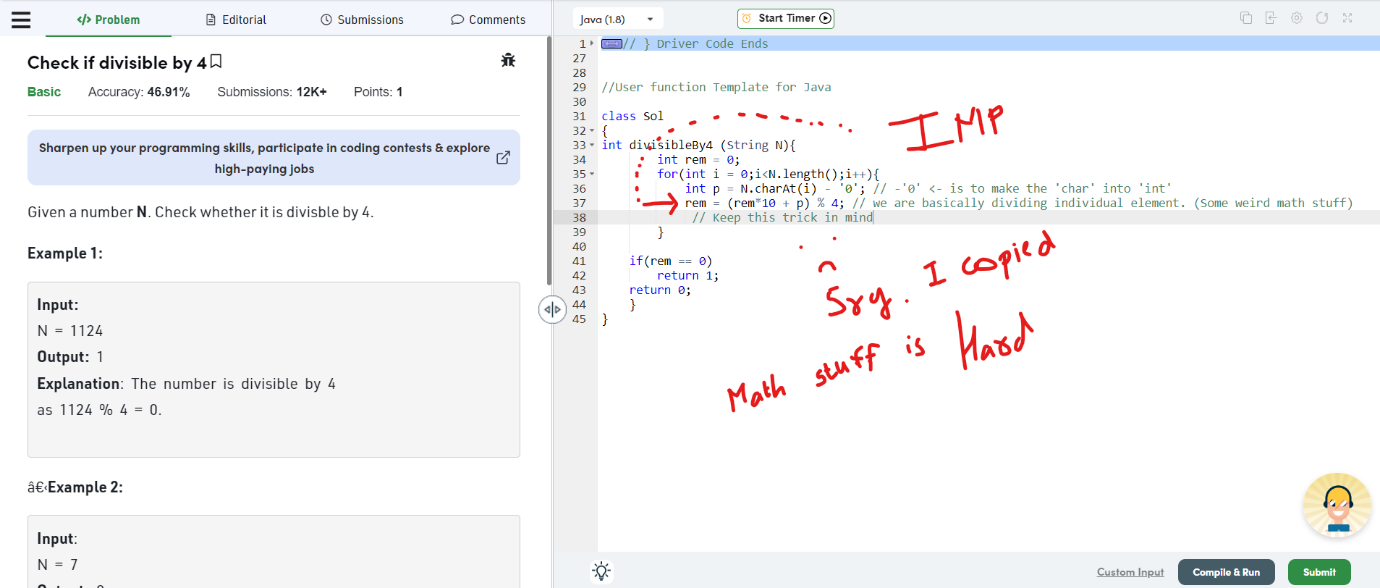 Problem
Editorial
Submissions
Comments
Check if divisible by 4
Basic Accuracy: 46.91% Submissions: 12K+ Points: 1
Sharpen up your programming skills, participate in coding contests & explore
high-paying jobs
Given a number N. Check whether it is divisble by 4.
Example 1:
Input:
N = 1124
Output: 1
Explanation: The number is divisible by 4
as 1124 % 4 = 0.
â€‹Example 2:
Input:
N = 7
Java (1.8)
Start Timer
1 // } Driver Code Ends
27
28
29 //User function Template for Java
30
31 class Sol
32 {
33 int divisibleBy4 (String N){
34 int rem = 0;
35 for(int i = 0;i<N.length();i++){
36 int p = N.charAt(i) - '0'; // -'0' <- is to make the 'char' into 'int'
37 rem = (rem*10 + p) % 4; // we are basically dividing individual element. (Some weird math stuff)
38 // Keep this trick in mind
39 }
40
41 if(rem == 0)
42 return 1;
43 return 0;
44 }
45 }
IMP
Sry. I copied
Math stuff is Hard
Custom Input
Compile & Run
Submit